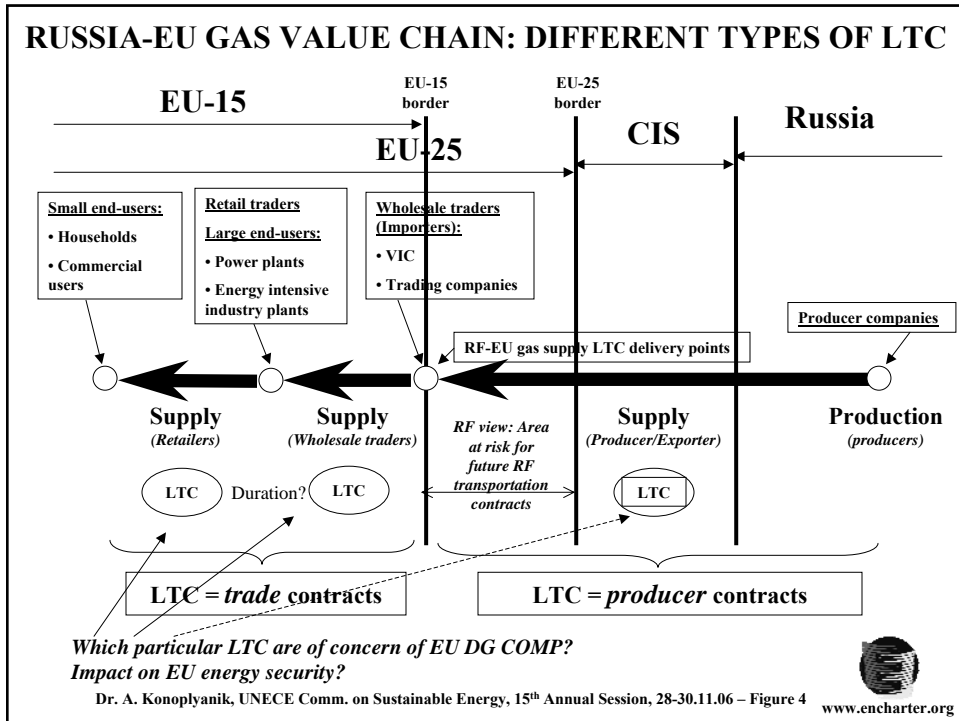 RUSSIA-EU GAS VALUE CHAIN: DIFFERENT TYPES OF LTC
EU-15
border
EU-25
border
EU-15
CIS
Russia
EU-25
Small end-users:
• Households
• Commercial
users
Retail traders
Large end-users:
• Power plants
• Energy intensive
industry plants
Wholesale traders
(Importers):
• VIC
• Trading companies
Producer companies
RF-EU gas supply LTC delivery points
Supply
(Retailers)
Supply
(Wholesale traders)
RF view: Area
at risk for
future RF
transportation
contracts
Supply
(Producer/Exporter)
Production
(producers)
LTC
Duration?
LTC
LTC
LTC = trade contracts
LTC = producer contracts
Which particular LTC are of concern of EU DG COMP?
Impact on EU energy security?
Dr. A. Konoplyanik, UNECE Comm. on Sustainable Energy, 15th Annual Session, 28-30.11.06 – Figure 4
www.encharter.org